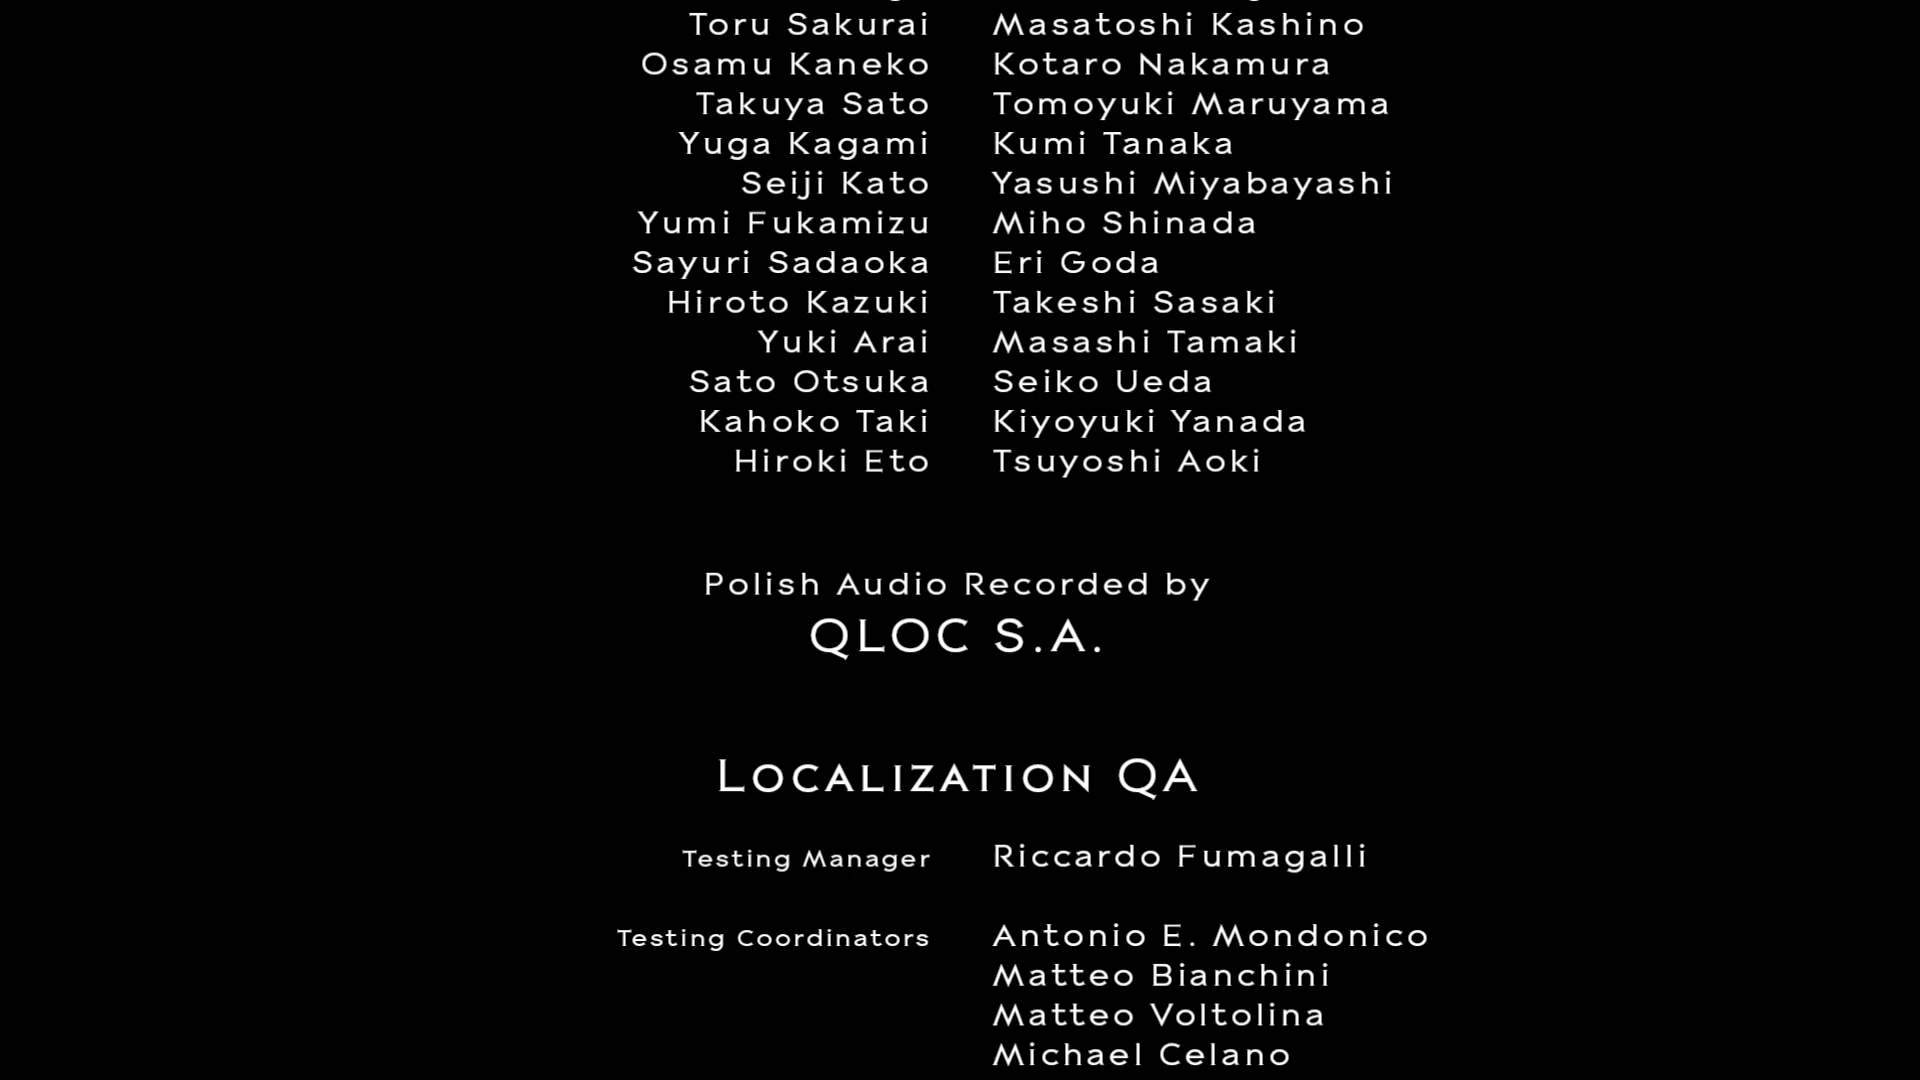 Toru Sakurai Masatoshi Kashino
Osamu Kaneko Kotaro Nakamura
Takuya Sato Tomoyuki Maruyama
Yuga Kagami Kumi Tanaka
Seiji Kato Yasushi Miyabayashi
Yumi Fukamizu Miho Shinada
Sayuri Sadaoka Eri Goda
Hiroto Kazuki Takeshi Sasaki
Yuki Arai Masashi Tamaki
Sato Otsuka Seiko Ueda
Kahoko Taki Kiyoyuki Yanada
Hiroki Eto Tsuyoshi Aoki
Polish Audio Recorded by
QLOC S.A.
Localization QA
Testing Manager Riccardo Fumagalli
Testing Coordinators Antonio E. Mondonico
Matteo Bianchini
Matteo Voltolina
Michael Celano